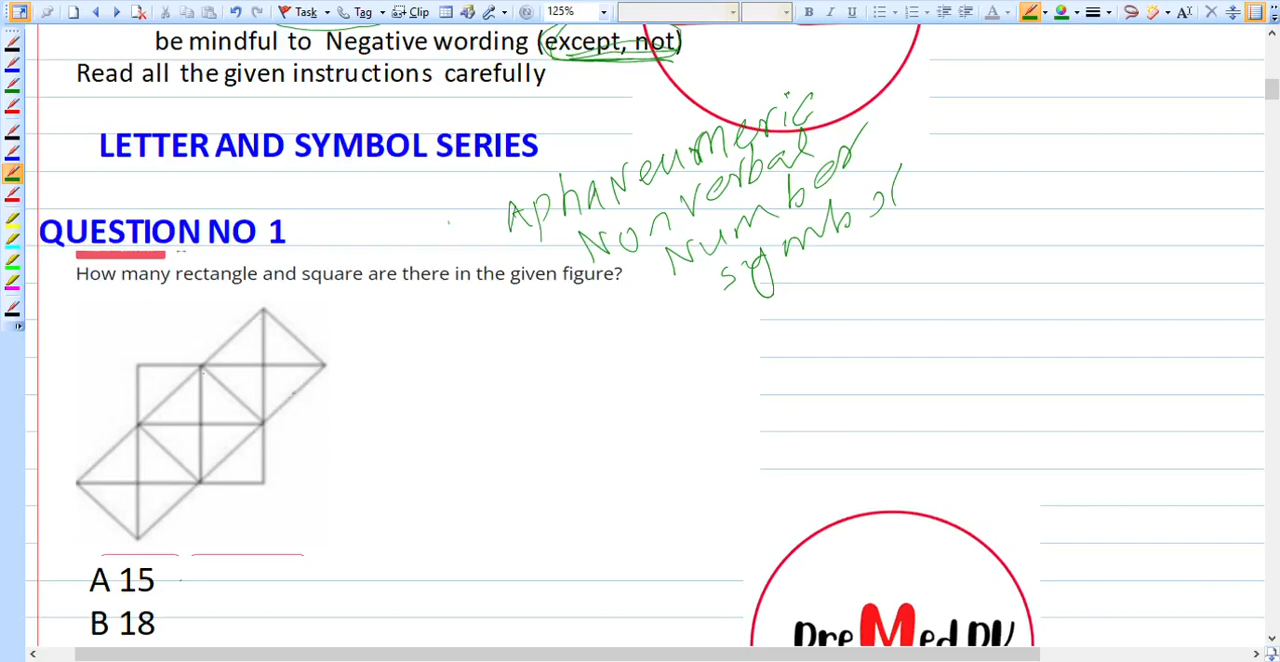 Task Clip Tag 125% B I U
be mindful to Negative wording (except, not)
Read all the given instructions carefully
LETTER AND SYMBOL SERIES
Aphaneumeric
Nonverbal
Number
symbol
QUESTION NO 1
How many rectangle and square are there in the given figure?
A 15
B 18